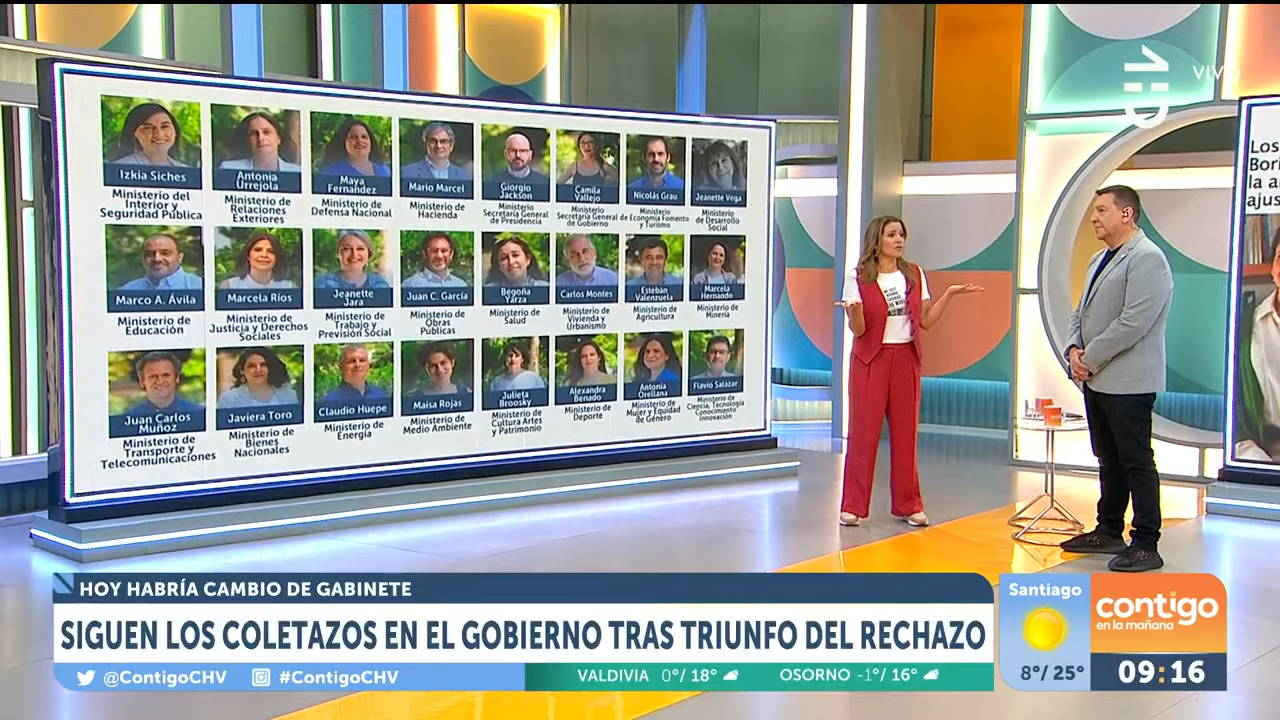 VIVO
Izkia Siches
Ministerio del
Interior y
Seguridad Pública
Antonia
Urrejola
Ministerio de
Relaciones
Exteriores
Maya
Fernández
Ministerio de
Defensa Nacional
Mario Marcel
Ministerio de
Hacienda
Giorgio
Jackson
Ministerio
Secretaría General
de Presidencia
Camila
Vallejo
Ministerio
Secretaría General
de Gobierno
Nicolás Grau
Ministerio
de Economía Fomento
y Turismo
Jeanette Vega
Ministerio
de Desarrollo
Social
Marco A. Ávila
Ministerio de
Educación
Marcela Ríos
Ministerio de
Justicia y Derechos
Sociales
Jeanette
Jara
Ministerio de
Trabajo y
Previsión Social
Juan C. García
Ministerio de
Obras
Públicas
Begoña
Yarza
Ministerio
de Salud
Carlos Montes
Ministerio de
Vivienda y
Urbanismo
Esteban
Valenzuela
Ministerio de
Agricultura
Marcela
Hernando
Ministerio de
Minería
Juan Carlos
Muñoz
Ministerio de
Transporte y
Telecomunicaciones
Javiera Toro
Ministerio de
Bienes
Nacionales
Claudio Huepe
Ministerio de
Energía
Maisa Rojas
Ministerio de
Medio Ambiente
Julieta
Broosky
Ministerio de
Cultura Artes
y Patrimonio
Alexandra
Benado
Ministerio de
Deporte
Antonia
Orellana
Ministerio de
Mujer y Equidad
de Género
Flavio Salazar
Ministerio de
Ciencia, Tecnología
Conocimiento
Innovación
Los
Bor
la a
ajus
HOY HABRÍA CAMBIO DE GABINETE
SIGUEN LOS COLETAZOS EN EL GOBIERNO TRAS TRIUNFO DEL RECHAZO
@ContigoCHV #ContigoCHV VALDIVIA 0°/ 18° OSORNO -1°/ 16°
Santiago
8°/ 25°
contigo
en la mañana
09:16